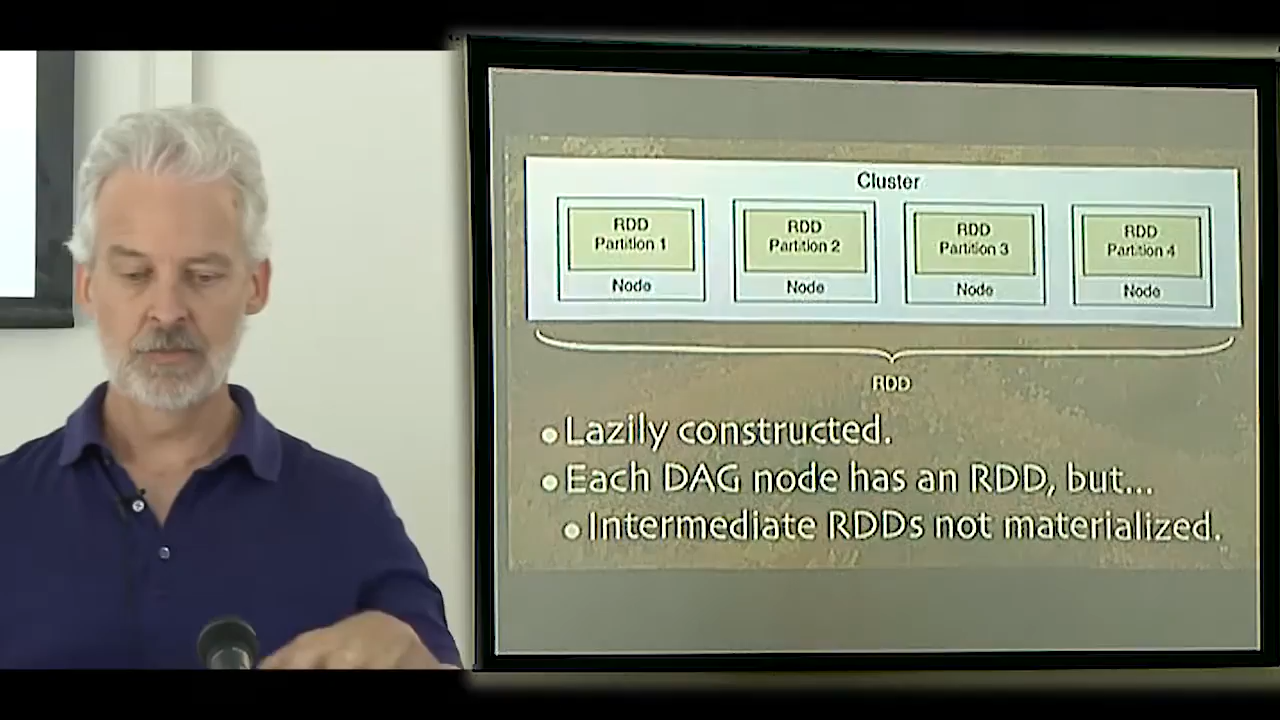 Cluster
RDD
Partition 1
Node
RDD
Partition 2
Node
RDD
Partition 3
Node
RDD
Partition 4
Node
RDD
Lazily constructed.
Each DAG node has an RDD, but...
Intermediate RDDs not materialized.